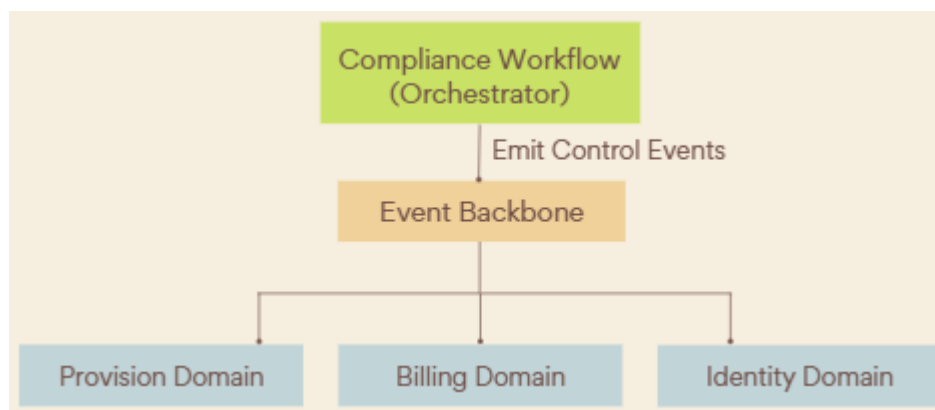 Compliance Workflow
(Orchestrator)
Emit Control Events
Event Backbone
Provision Domain
Billing Domain
Identity Domain